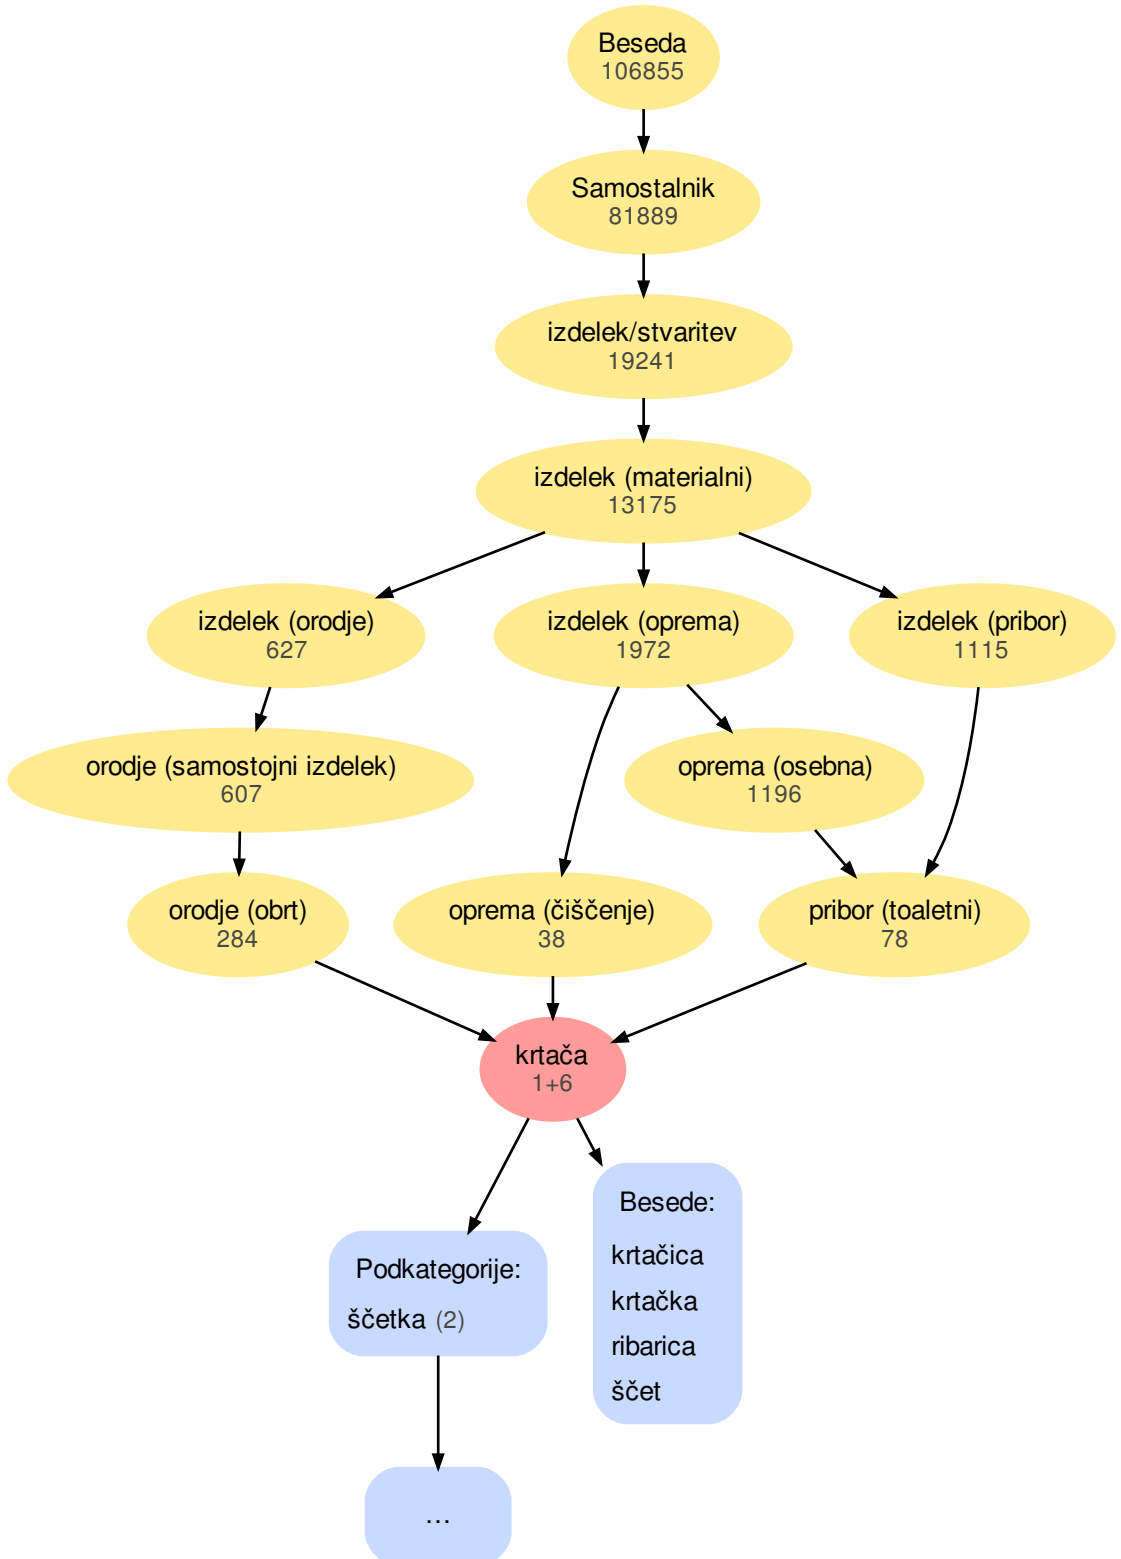 Beseda
106855
Samostalnik
81889
izdelek/stvaritev
19241
izdelek (materialni)
13175
izdelek (orodje)
627
izdelek (oprema)
1972
izdelek (pribor)
1115
orodje (samostojni izdelek)
607
oprema (osebna)
1196
orodje (obrt)
284
oprema (čiščenje)
38
pribor (toaletni)
78
krtača
1+6
Podkategorije:
ščetka (2)
Besede:
krtačica
krtačka
ribarica
ščet
...